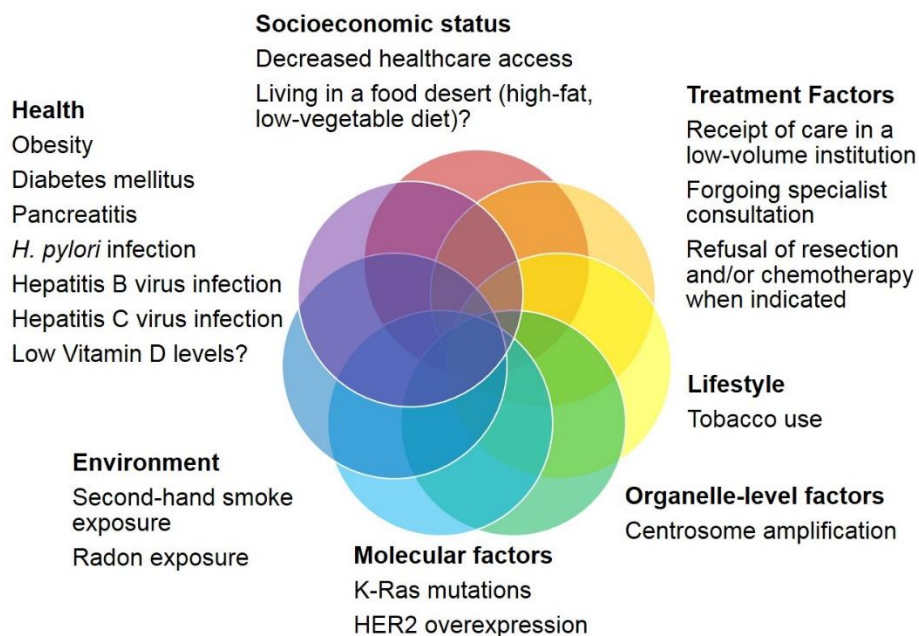 Socioeconomic status
Decreased healthcare access
Living in a food desert (high-fat,
low-vegetable diet)?
Health
Obesity
Diabetes mellitus
Pancreatitis
H. pylori infection
Hepatitis B virus infection
Hepatitis C virus infection
Low Vitamin D levels?
Treatment Factors
Receipt of care in a
low-volume institution
Forgoing specialist
consultation
Refusal of resection
and/or chemotherapy
when indicated
Lifestyle
Tobacco use
Environment
Second-hand smoke
exposure
Radon exposure
Organelle-level factors
Centrosome amplification
Molecular factors
K-Ras mutations
HER2 overexpression